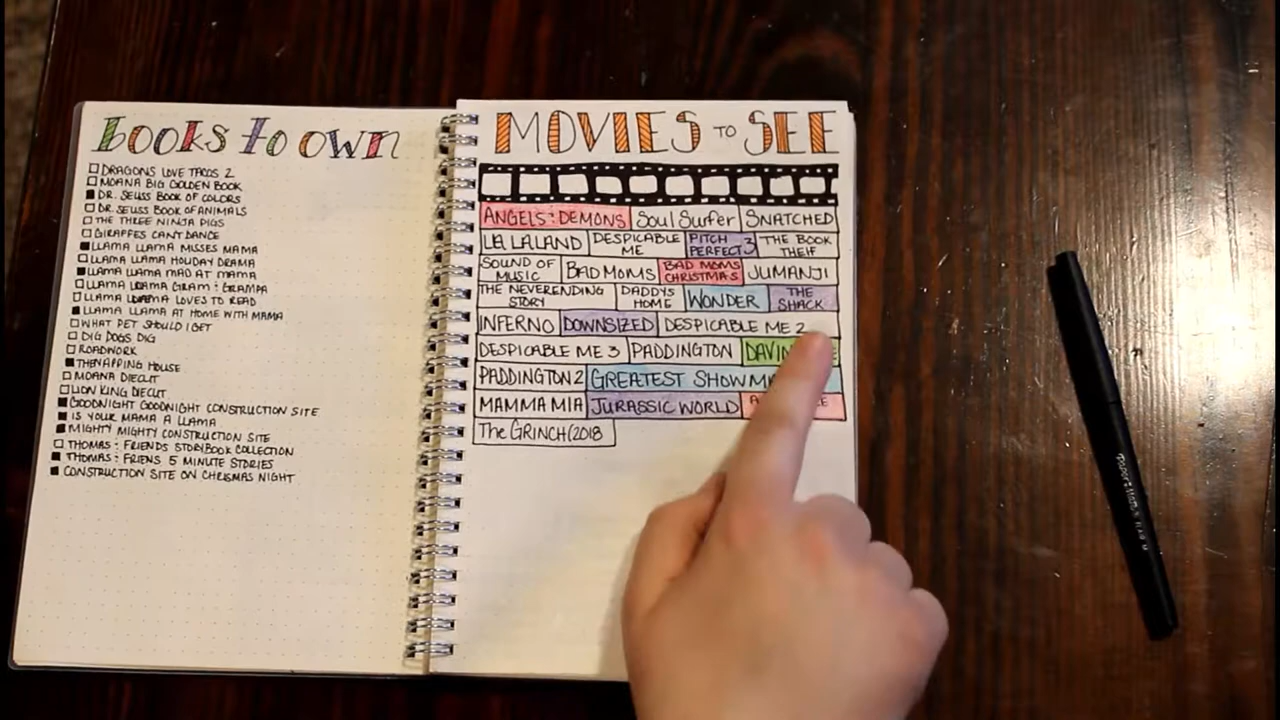 books to own
DRAGONS LOVE TACOS 2
MOANA BIG GOLDEN BOOK
DR. SEUSS BOOK OF COLORS
DR SEUSS BOOK OF ANIMALS
THE THREE NINJA PIGS
GIRAFFES CANT DANCE
LLAMA LLAMA MISSES MAMA
LLAMA LLAMA HOLIDAY DRAMA
LLAMA LLAMA MAD AT MAMA
LLAMA LLAMA GRAM : GRAMPA
LLAMA LLAMA LOVES TO READ
LLAMA LLAMA AT HOME WITH MAMA
WHAT PET SHOULD I GET
DIG DOGS DIG
ROADWORK
THE NAPPING HOUSE
MOANA DIECUT
LION KING DIECUT
GOODNIGHT GOODNIGHT CONSTRUCTION SITE
IS YOUR MAMA A LLAMA
MIGHTY MIGHTY CONSTRUCTION SITE
THOMAS : FRIENDS STORYBOOK COLLECTION
THOMAS : FRIENS 5 MINUTE STORIES
CONSTRUCTION SITE ON CHRISMAS NIGHT
MOVIES TO SEE
ANGELS : DEMONS Soul Surfer SNATCHED
LA LA LAND DESPICABLE ME PITCH PERFECT 3 THE BOOK THEIF
SOUND OF MUSIC BAD MOMS BAD MOMS CHRISTMAS JUMANJI
THE NEVERENDING STORY DADDYS HOME WONDER THE SHACK
INFERNO DOWNSIZED DESPICABLE ME 2
DESPICABLE ME 3 PADDINGTON
PADDINGTON 2 GREATEST
MAMMA MIA JURASSIC WORLD
The GRINCH (2018